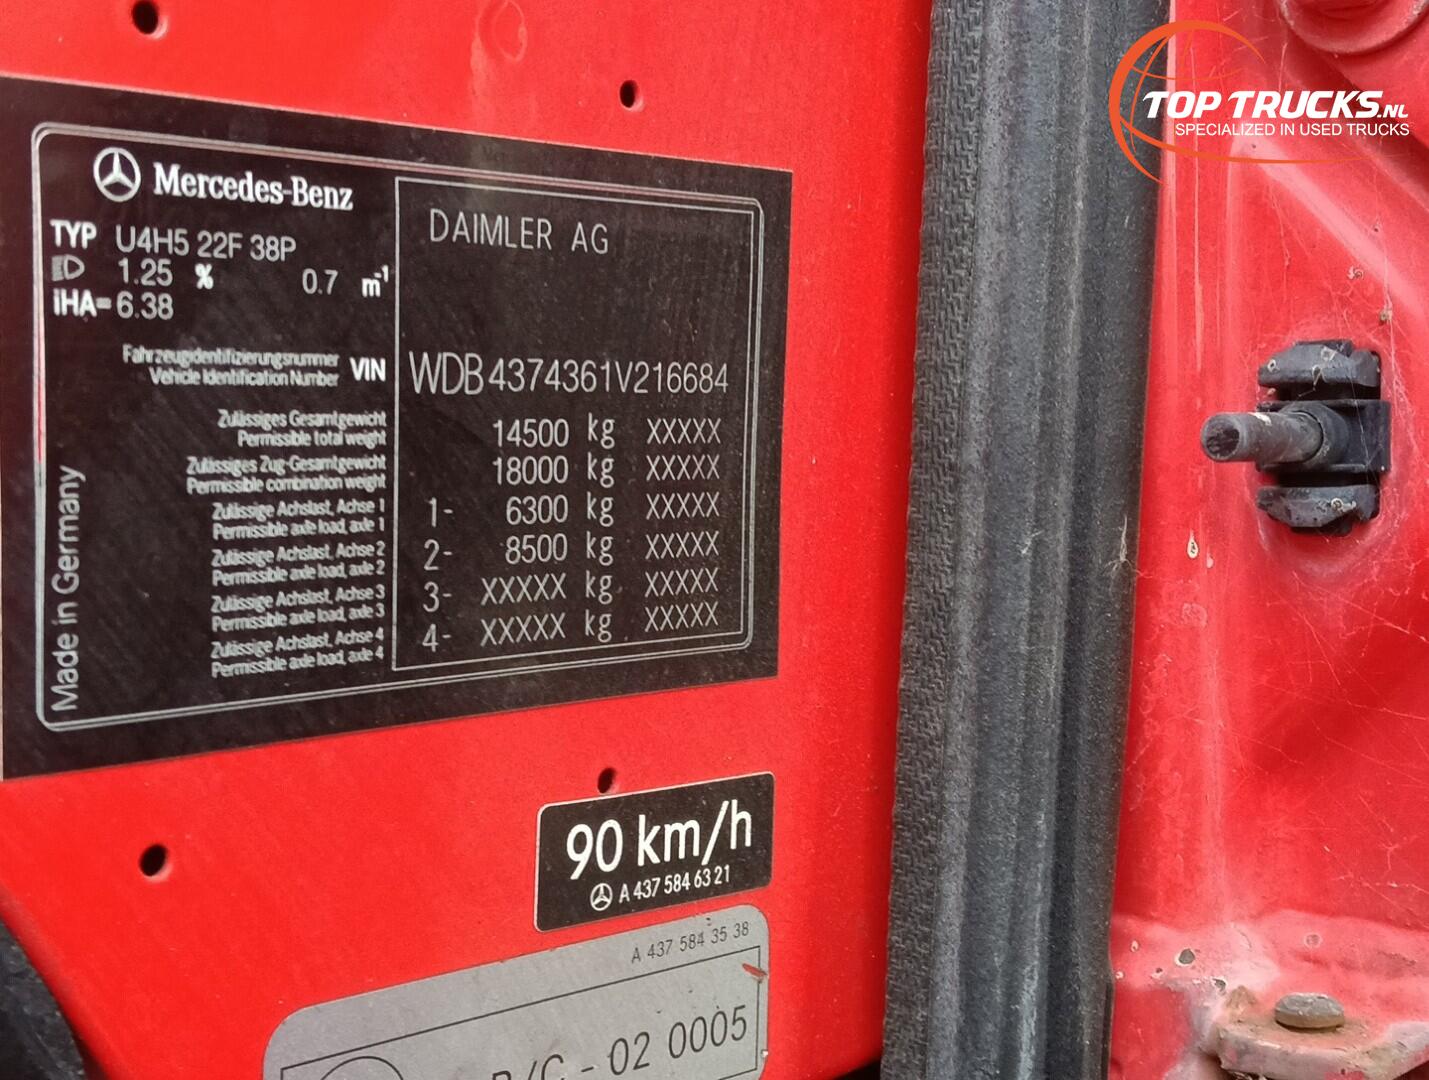 TOP TRUCKS.NL
SPECIALIZED IN USED TRUCKS
Mercedes-Benz
TYP U4H5 22F 38P
1.25 % 0.7 m-1
iHA= 6.38
DAIMLER AG
Fahrzeugidentifizierungsnummer
Vehicle Identification Number
VIN WDB4374361V216684
Zulässiges Gesamtgewicht
Permissible total weight
14500 kg XXXXX
Zulässiges Zug-Gesamtgewicht
Permissible combination weight
18000 kg XXXXX
Zulässige Achslast, Achse 1
Permissible axle load, axle 1
1- 6300 kg XXXXX
Zulässige Achslast, Achse 2
Permissible axle load, axle 2
2- 8500 kg XXXXX
Zulässige Achslast, Achse 3
Permissible axle load, axle 3
3- XXXXX kg XXXXX
Zulässige Achslast, Achse 4
Permissible axle load, axle 4
4- XXXXX kg XXXXX
Made in Germany
90 km/h
A 437 584 63 21
A 437 584 35 38
/C - 02 0005